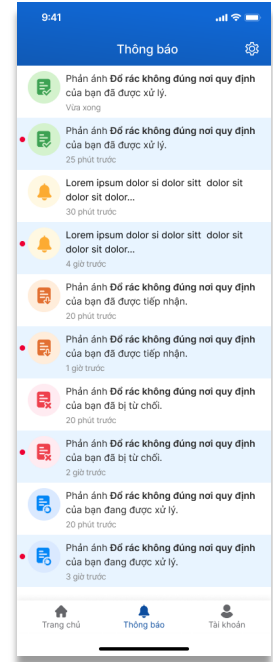 9:41
Thông báo
Phản ánh Đổ rác không đúng nơi quy định
của bạn đã được xử lý.
Vừa xong
Phản ánh Đổ rác không đúng nơi quy định
của bạn đã được xử lý.
25 phút trước
Lorem ipsum dolor si dolor sitt dolor sit
dolor sit dolor...
30 phút trước
Lorem ipsum dolor si dolor sitt dolor sit
dolor sit dolor...
4 giờ trước
Phản ánh Đổ rác không đúng nơi quy định
của bạn đã được tiếp nhận.
20 phút trước
Phản ánh Đổ rác không đúng nơi quy định
của bạn đã được tiếp nhận.
1 giờ trước
Phản ánh Đổ rác không đúng nơi quy định
của bạn đã bị từ chối.
20 phút trước
Phản ánh Đổ rác không đúng nơi quy định
của bạn đã bị từ chối.
2 giờ trước
Phản ánh Đổ rác không đúng nơi quy định
của bạn đang được xử lý.
20 phút trước
Phản ánh Đổ rác không đúng nơi quy định
của bạn đang được xử lý.
3 giờ trước
Trang chủ Thông báo Tài khoản